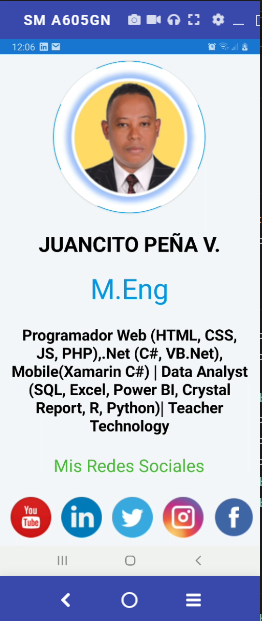 SM A605GN
12:06
JUANCITO PEÑA V.
M.Eng
Programador Web (HTML, CSS,
JS, PHP),.Net (C#, VB.Net),
Mobile(Xamarin C#) | Data Analyst
(SQL, Excel, Power BI, Crystal
Report, R, Python)| Teacher
Technology
Mis Redes Sociales
You
Tube
in
f